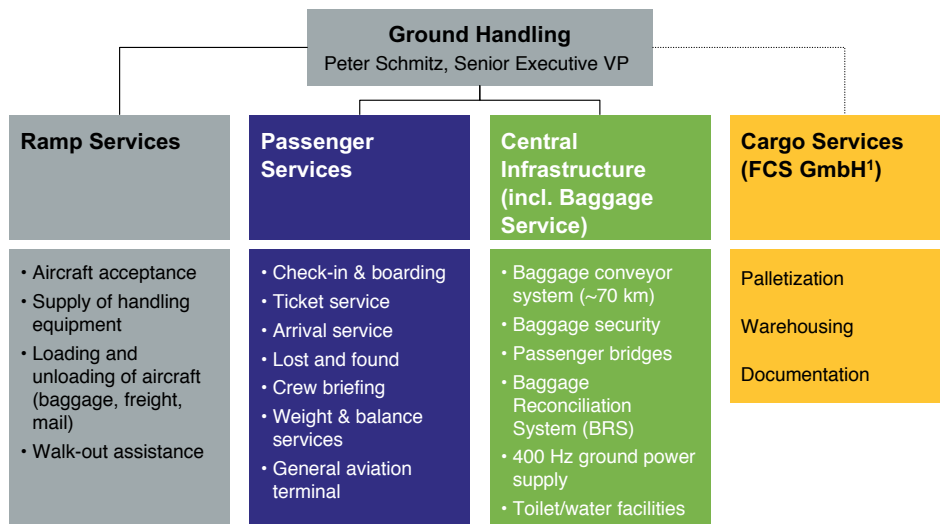 Ground Handling
Peter Schmitz, Senior Executive VP
Ramp Services
• Aircraft acceptance
• Supply of handling
equipment
• Loading and
unloading of aircraft
(baggage, freight,
mail)
• Walk-out assistance
Passenger
Services
• Check-in & boarding
• Ticket service
• Arrival service
• Lost and found
• Crew briefing
• Weight & balance
services
• General aviation
terminal
Central
Infrastructure
(incl. Baggage
Service)
• Baggage conveyor
system (~70 km)
• Baggage security
• Passenger bridges
• Baggage
Reconciliation
System (BRS)
• 400 Hz ground power
supply
• Toilet/water facilities
Cargo Services
(FCS GmbH¹)
Palletization
Warehousing
Documentation